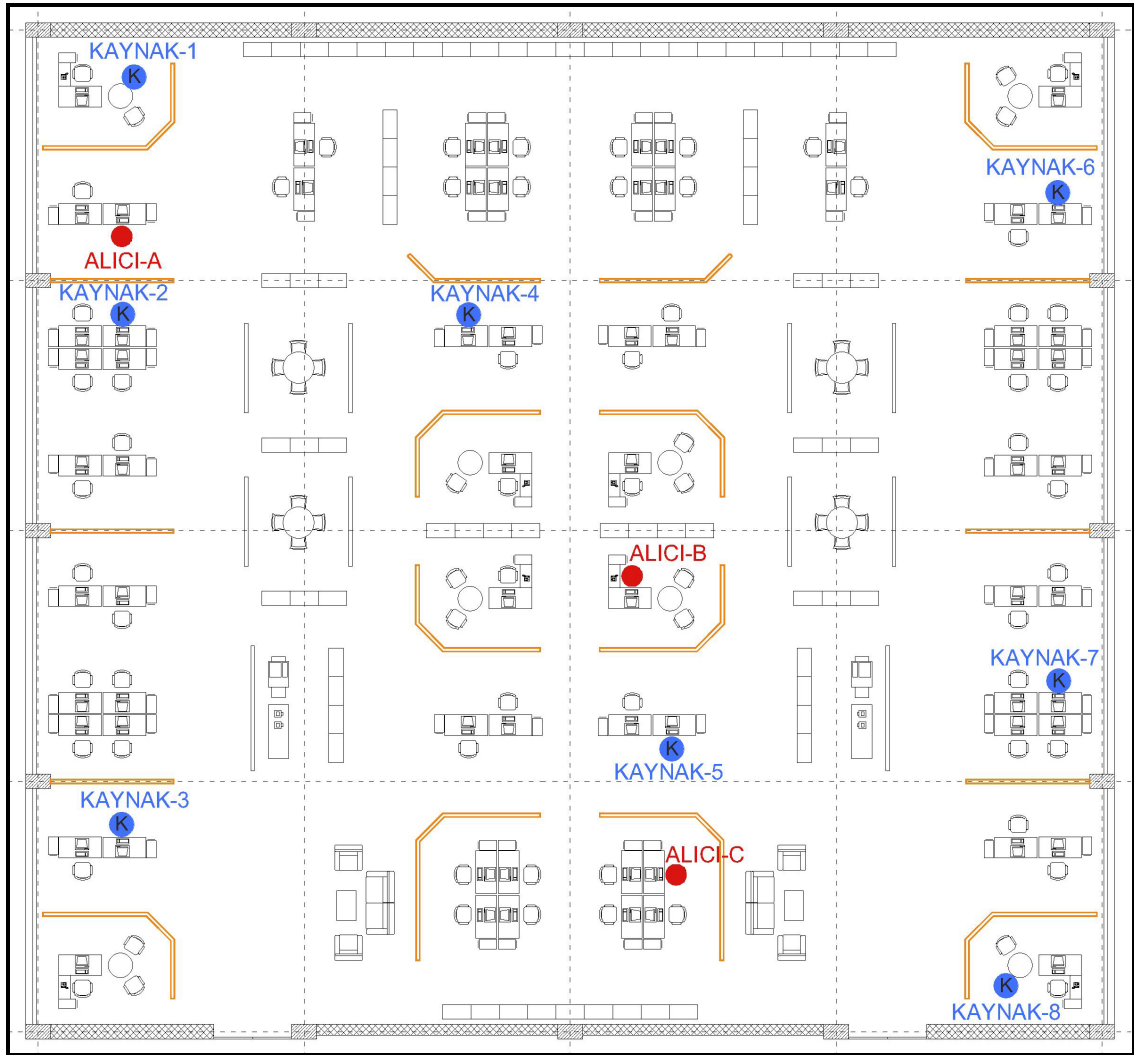 KAYNAK-1
K
KAYNAK-6
K
ALICI-A
KAYNAK-2
K
KAYNAK-4
K
ALICI-B
KAYNAK-7
K
K
KAYNAK-5
KAYNAK-3
K
ALICI-C
K
KAYNAK-8